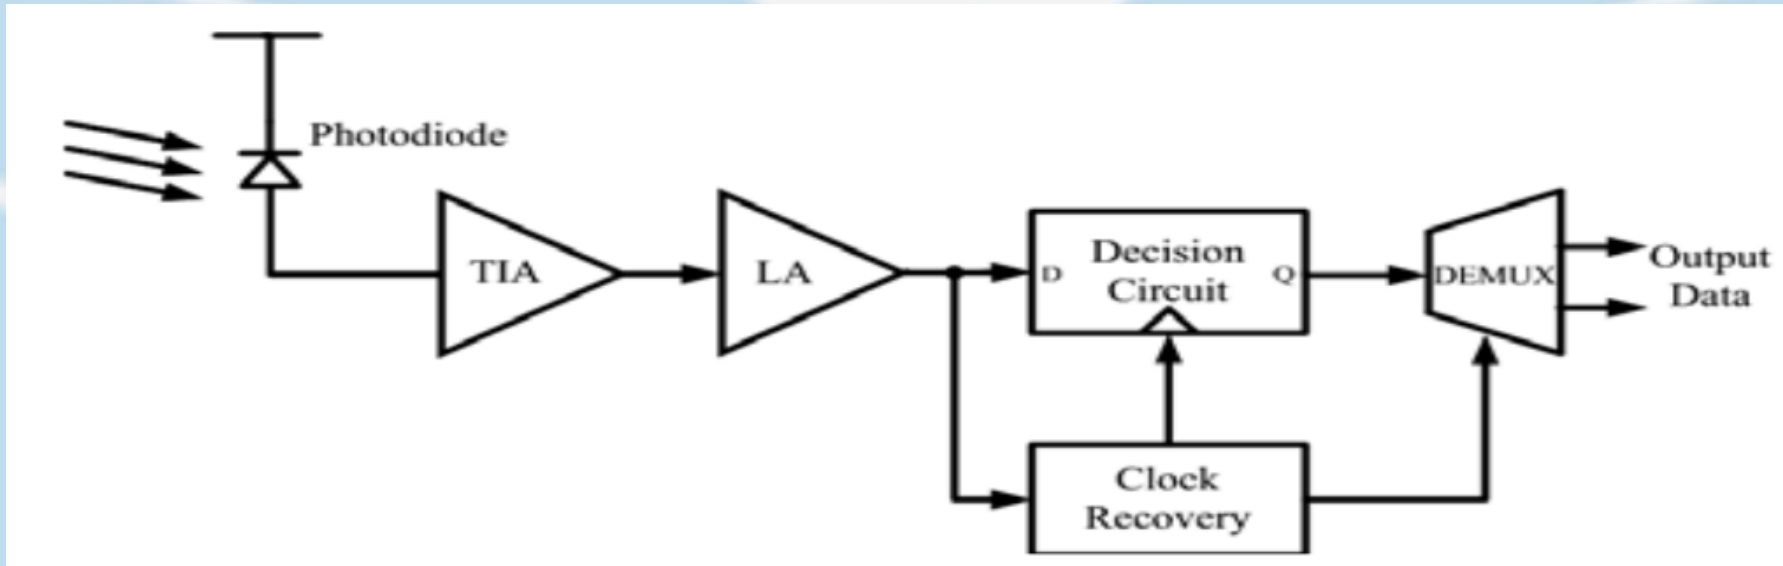 Photodiode
TIA
LA
D
Decision
Circuit
Q
DEMUX
Output
Data
Clock
Recovery